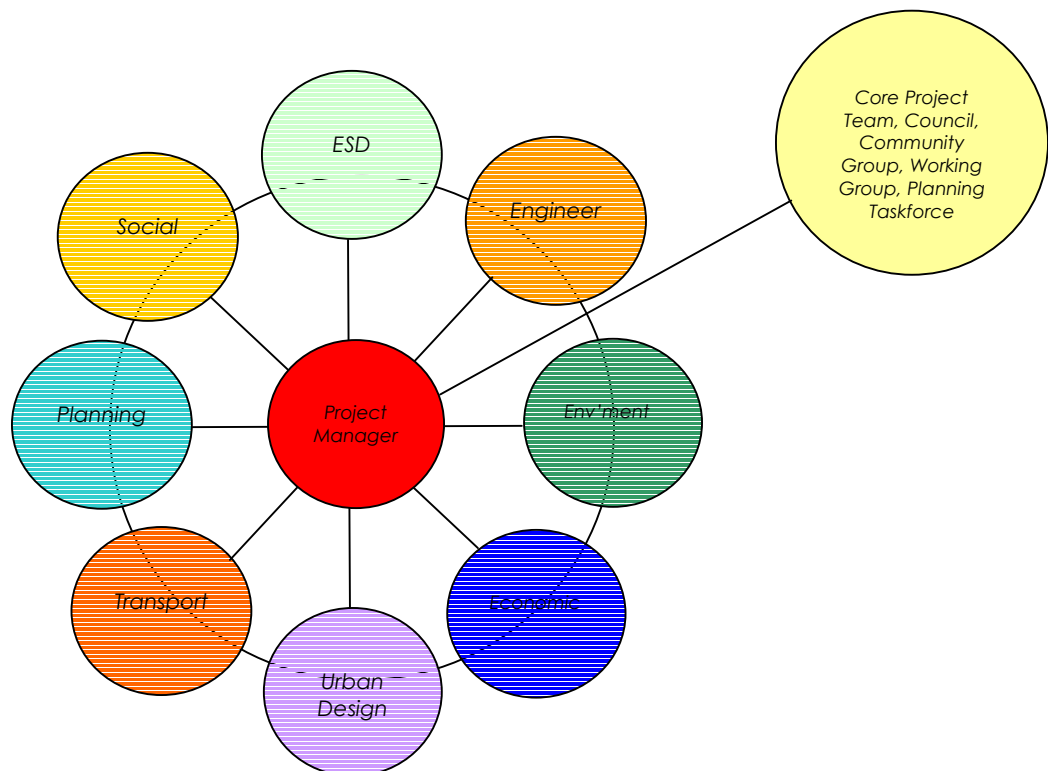 Core Project
Team, Council,
Community
Group, Working
Group, Planning
Taskforce
ESD
Engineer
Social
Env'ment
Project
Manager
Planning
Economic
Transport
Urban
Design